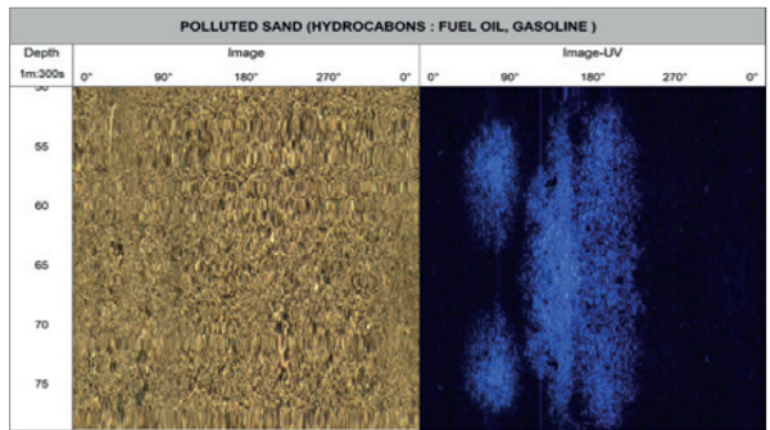 POLLUTED SAND (HYDROCABONS : FUEL OIL, GASOLINE )
Depth Image Image-UV
1m:300s 0° 90° 180° 270° 0° 0° 90° 180° 270° 0°
50
55
60
65
70
75